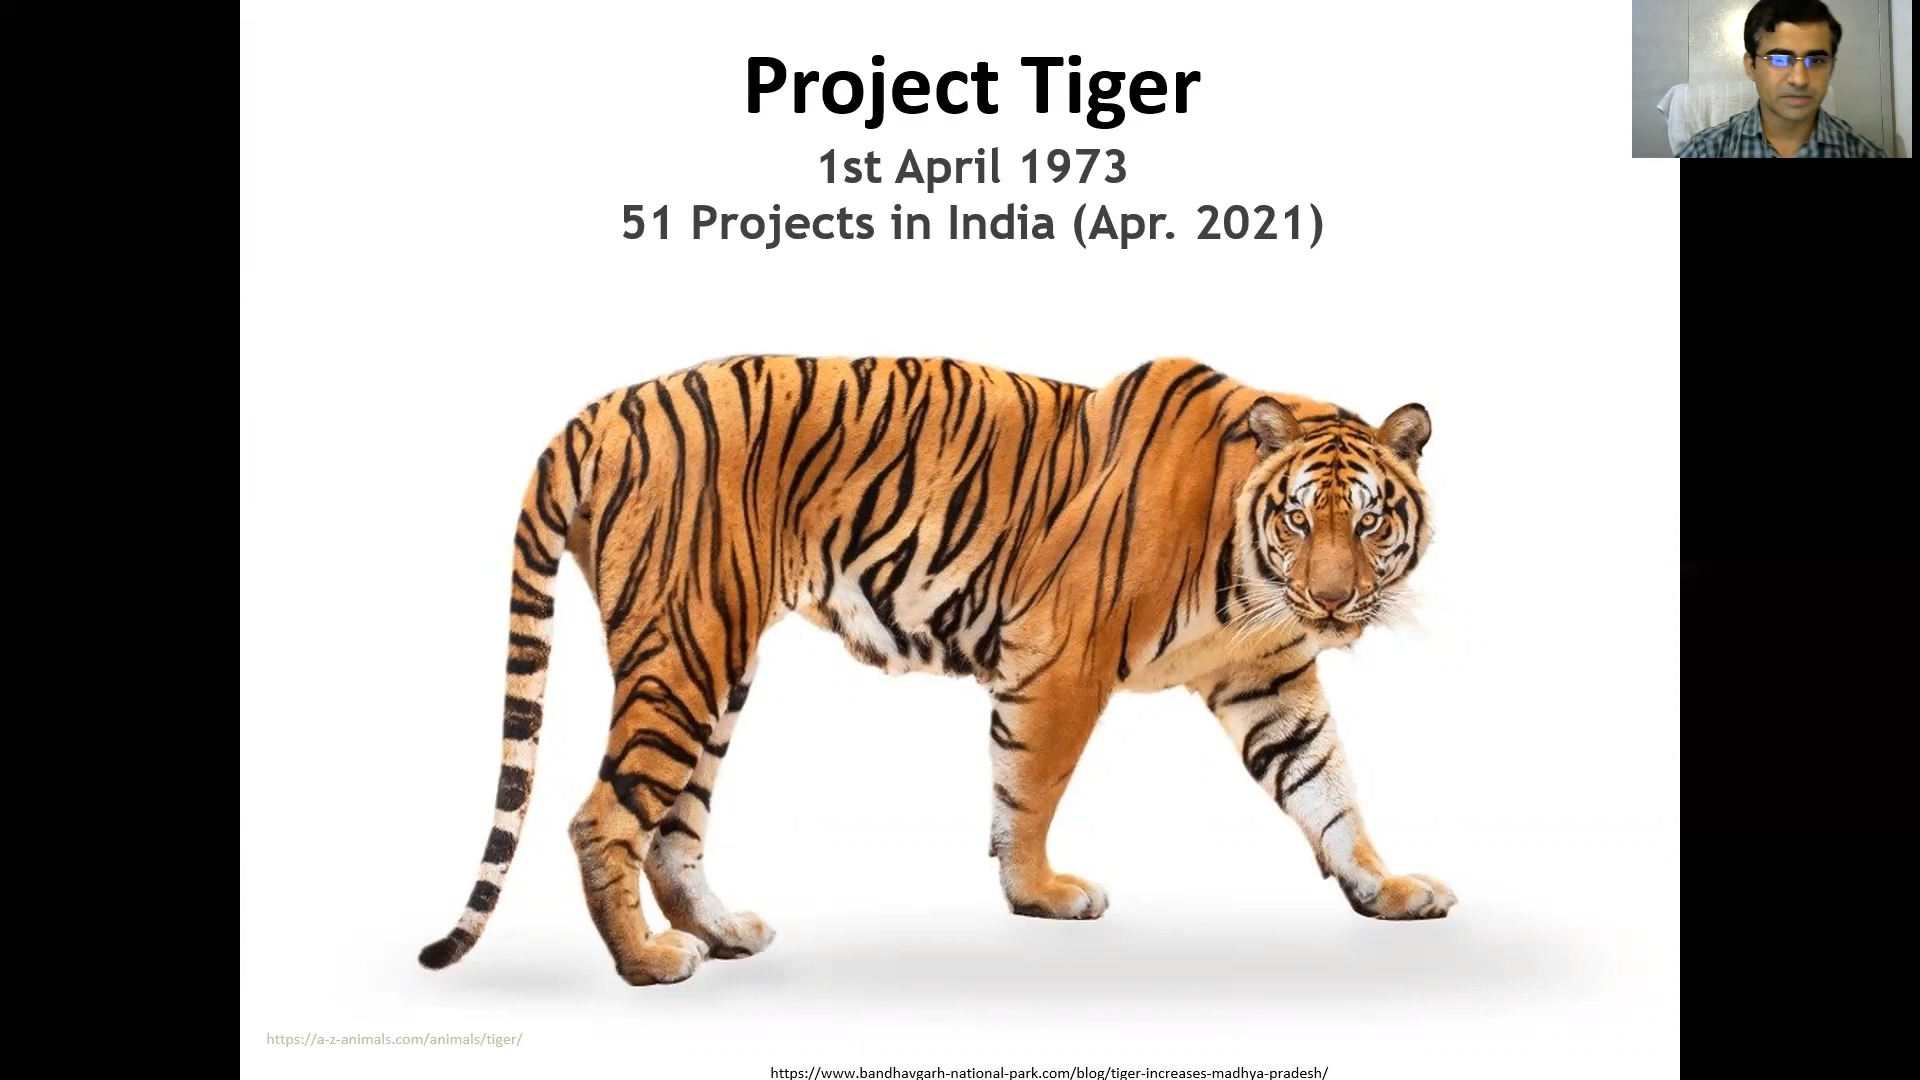 Project Tiger
1st April 1973
51 Projects in India (Apr. 2021)
https://a-z-animals.com/animals/tiger/
https://www.bandhavgarh-national-park.com/blog/tiger-increases-madhya-pradesh/